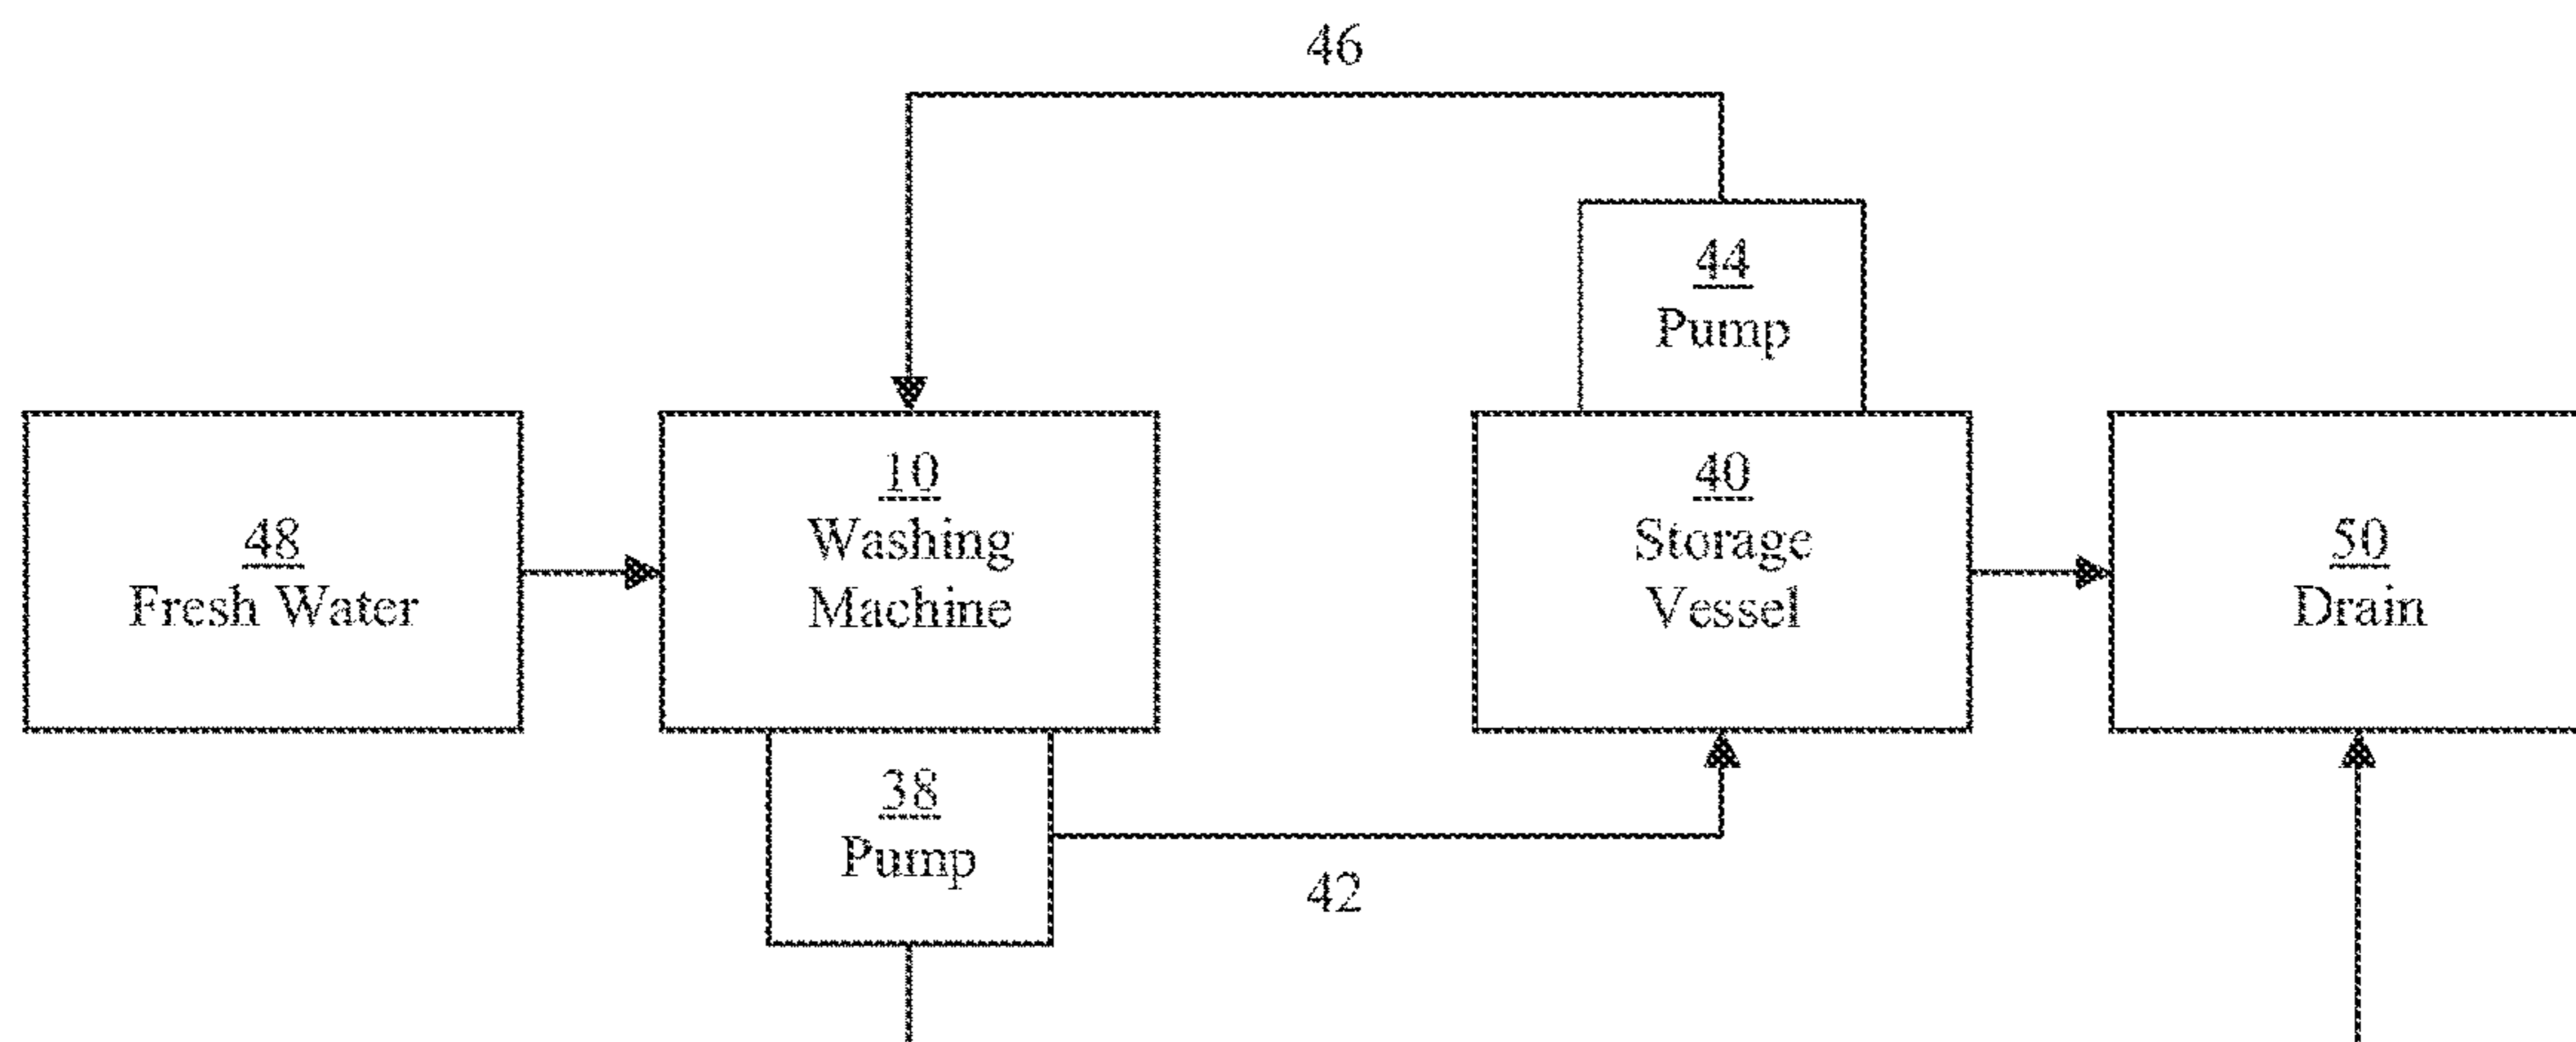 46
44
Pump
48
Fresh Water
10
Washing
Machine
40
Storage
Vessel
50
Drain
38
Pump
42